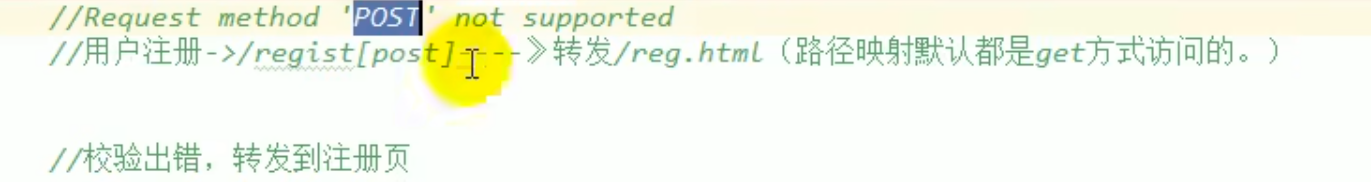 //Request method 'POST' not supported
//用户注册->/regist[post]----》转发/reg.html（路径映射默认都是get方式访问的。）
//校验出错，转发到注册页